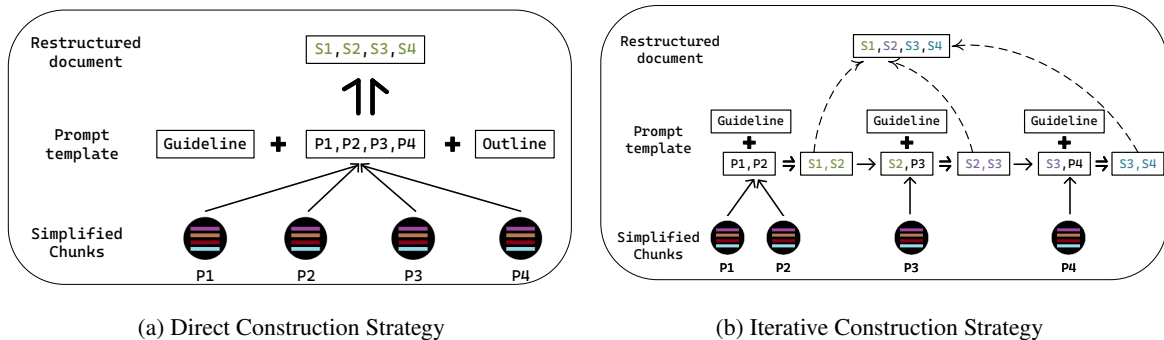 Restructured
document
S1,S2,S3,S4
Prompt
template
Guideline + P1,P2,P3,P4 + Outline
Simplified
Chunks
P1 P2 P3 P4
(a) Direct Construction Strategy
Restructured
document
S1,S2,S3,S4
Prompt
template
Guideline Guideline Guideline
+ + +
P1,P2 S1,S2 S2,P3 S2,S3 S3,P4 S3,S4
Simplified
Chunks
P1 P2 P3 P4
(b) Iterative Construction Strategy